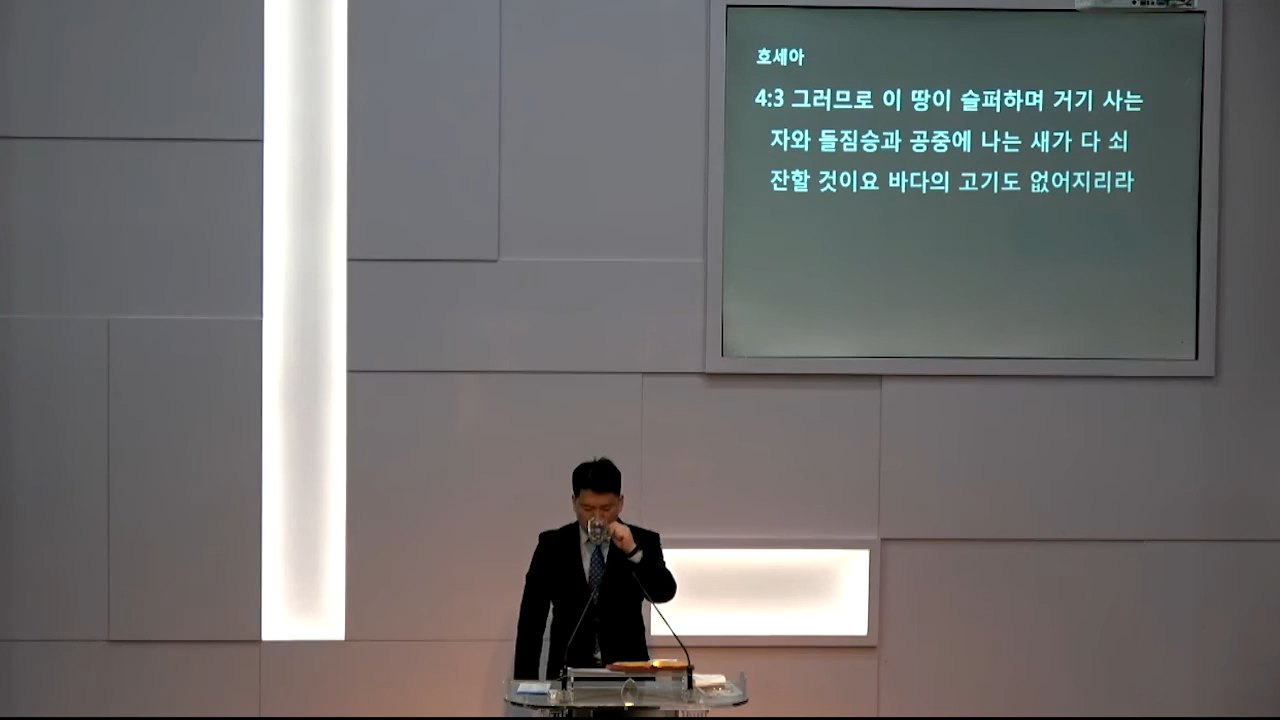 호세아
4:3 그러므로 이 땅이 슬퍼하며 거기 사는
자와 들짐승과 공중에 나는 새가 다 쇠
잔할 것이요 바다의 고기도 없어지리라